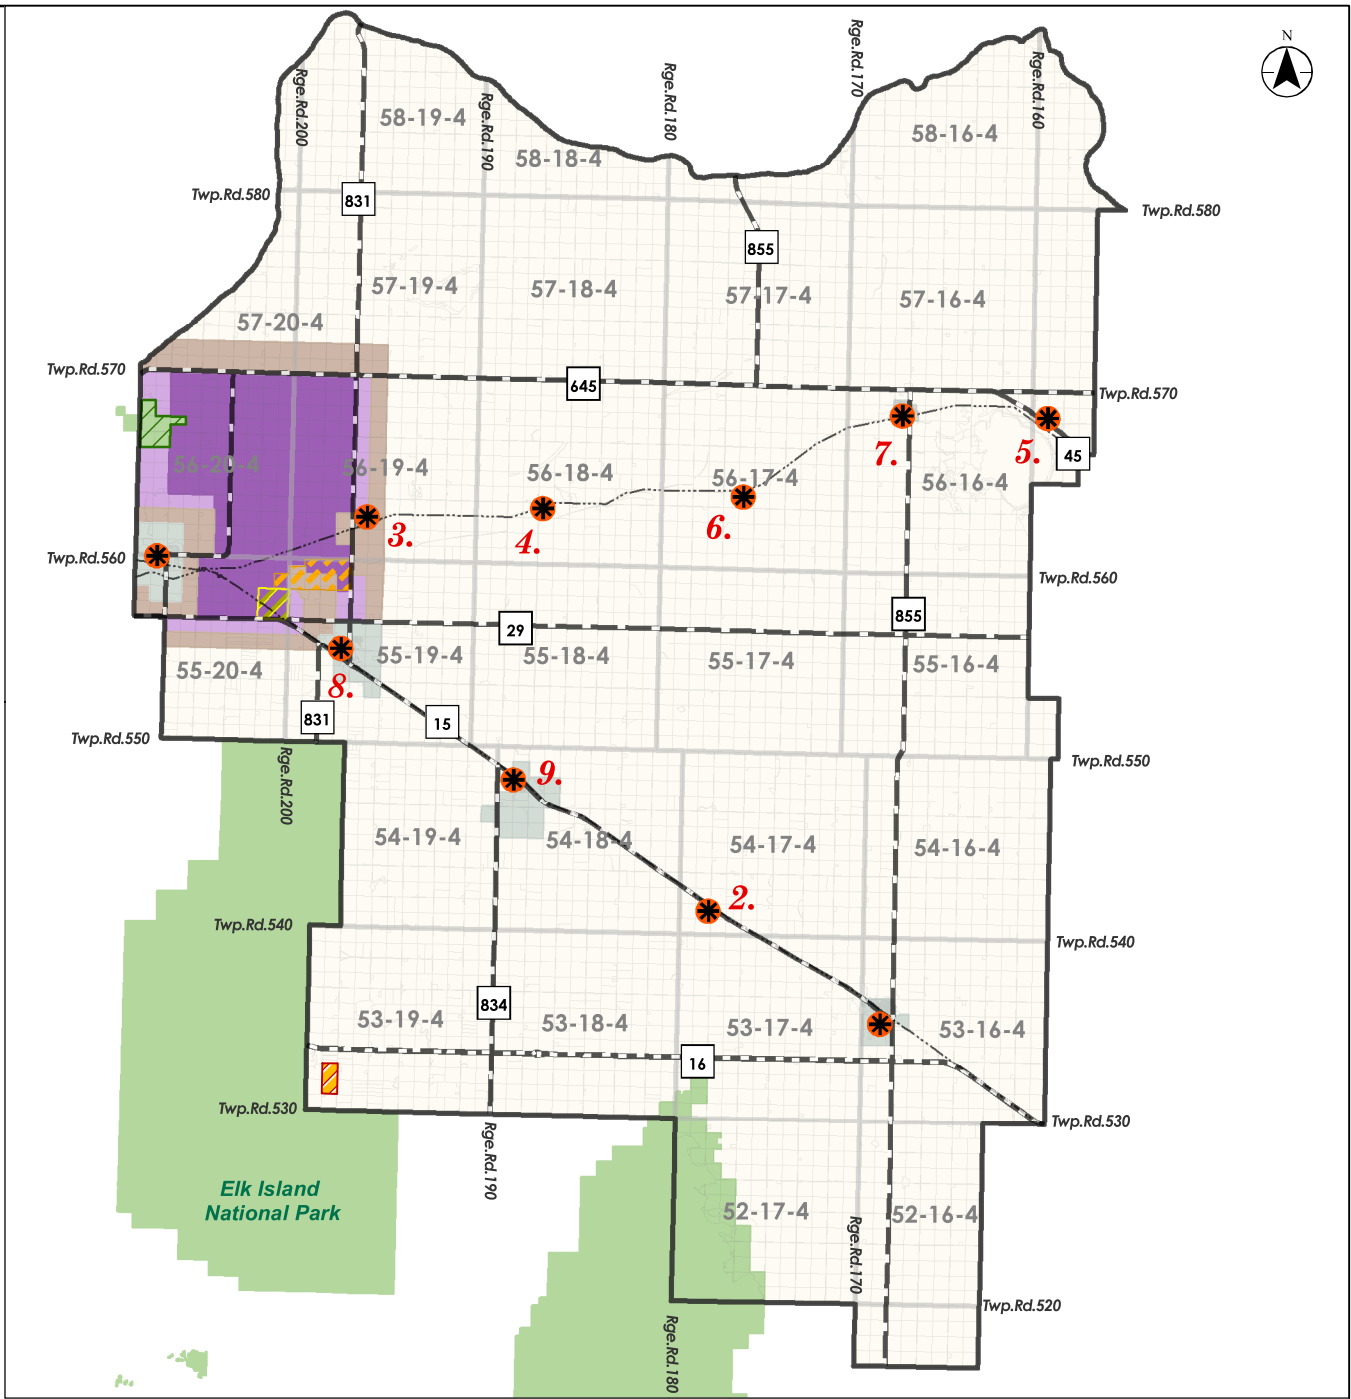 N
Rge.Rd.200
Rge.Rd.190
Rge.Rd.180
Rge.Rd.170
Rge.Rd.160
58-19-4
58-18-4
58-16-4
Twp.Rd.580
831
Twp.Rd.580
855
57-19-4
57-18-4
57-17-4
57-16-4
57-20-4
Twp.Rd.570
645
Twp.Rd.570
56-20-4
56-19-4
56-18-4
56-17-4
56-16-4
7.
5.
45
3.
4.
6.
Twp.Rd.560
Twp.Rd.560
29
855
55-20-4
55-19-4
55-18-4
55-17-4
55-16-4
8.
831
15
Twp.Rd.550
Twp.Rd.550
Rge.Rd.200
9.
54-19-4
54-18-4
54-17-4
54-16-4
2.
Twp.Rd.540
Twp.Rd.540
834
53-19-4
53-18-4
53-17-4
53-16-4
16
Twp.Rd.530
Twp.Rd.530
Rge.Rd.190
Elk Island
National Park
52-17-4
52-16-4
Rge.Rd.170
Twp.Rd.520
Rge.Rd.180